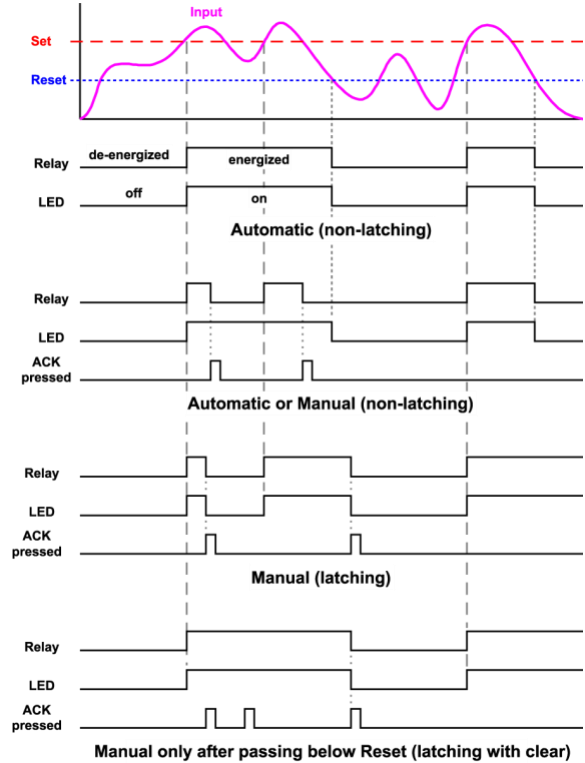 Input
Set
Reset
de-energized energized
Relay
off on
LED
Automatic (non-latching)
Relay
LED
ACK
pressed
Automatic or Manual (non-latching)
Relay
LED
ACK
pressed
Manual (latching)
Relay
LED
ACK
pressed
Manual only after passing below Reset (latching with clear)